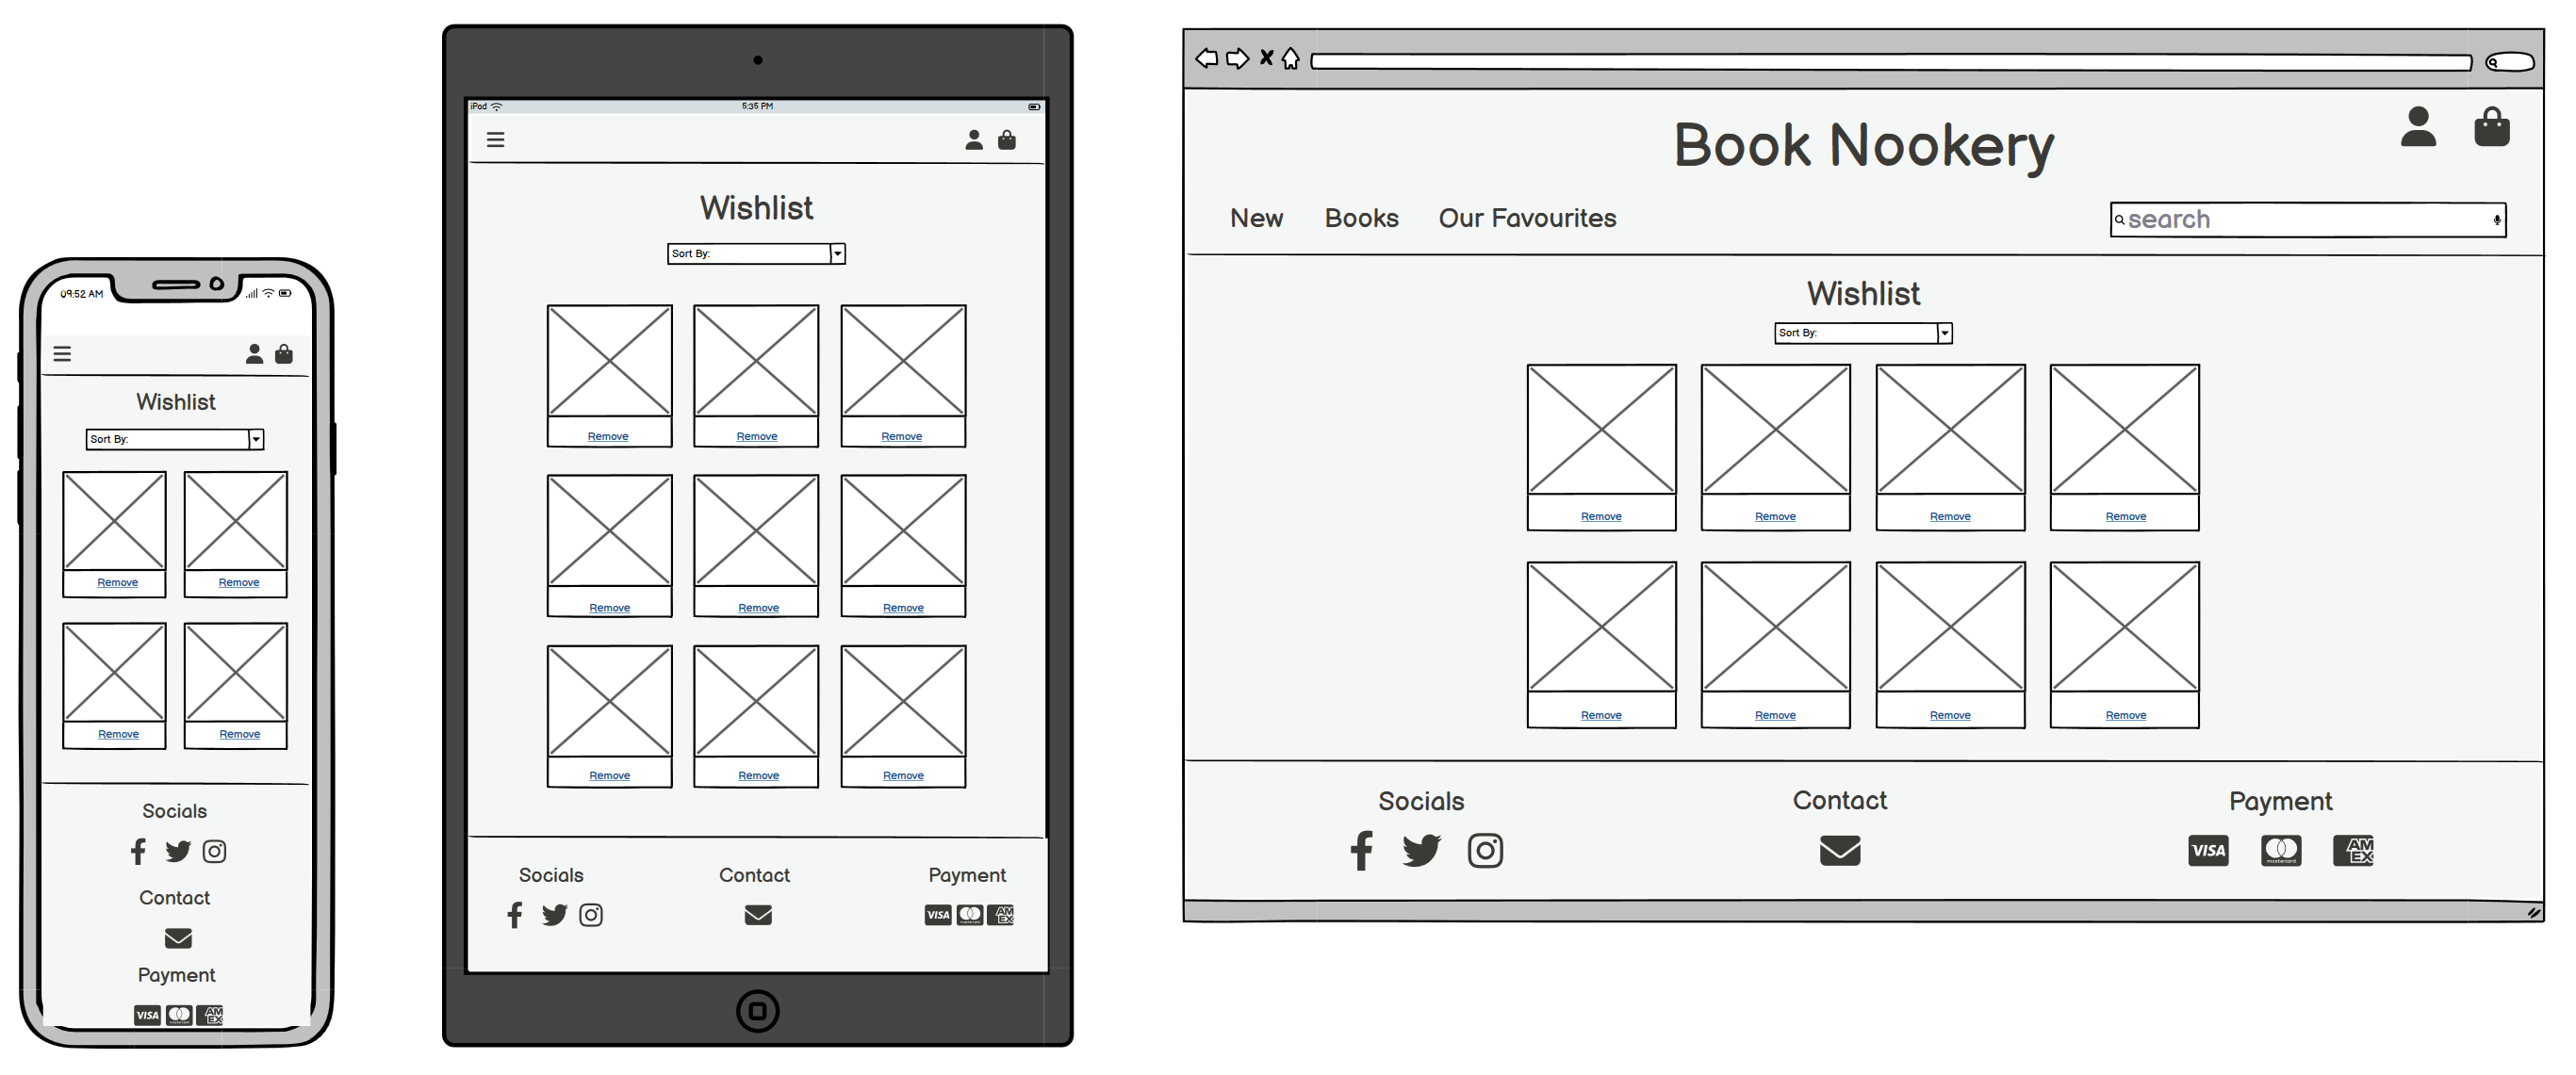 09:52 AM
Wishlist
Sort By:
Remove Remove
Remove Remove
Socials
Contact
Payment
VISA mastercard AM EX
iPad 5:35 PM
Wishlist
Sort By:
Remove Remove Remove
Remove Remove Remove
Remove Remove Remove
Socials Contact Payment
VISA mastercard AM EX
Book Nookery
New Books Our Favourites search
Wishlist
Sort By:
Remove Remove Remove Remove
Remove Remove Remove Remove
Socials Contact Payment
VISA mastercard AM EX